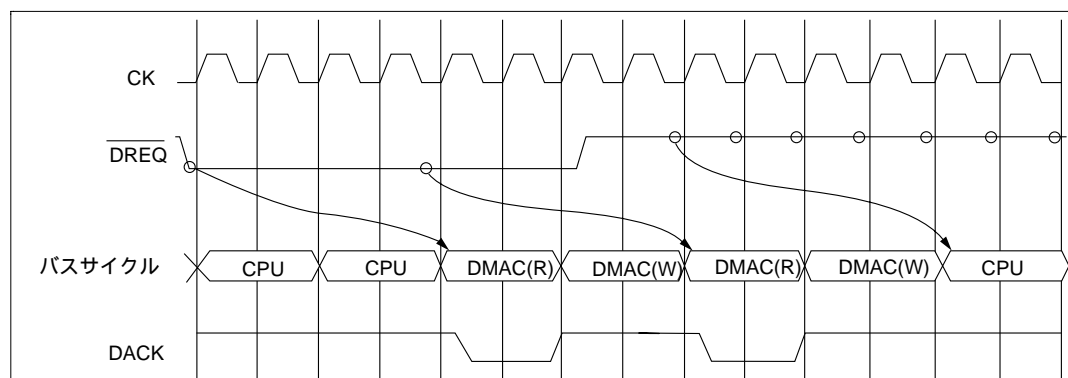 CK
DREQ
バスサイクル
CPU
CPU
DMAC(R)
DMAC(W)
DMAC(R)
DMAC(W)
CPU
DACK